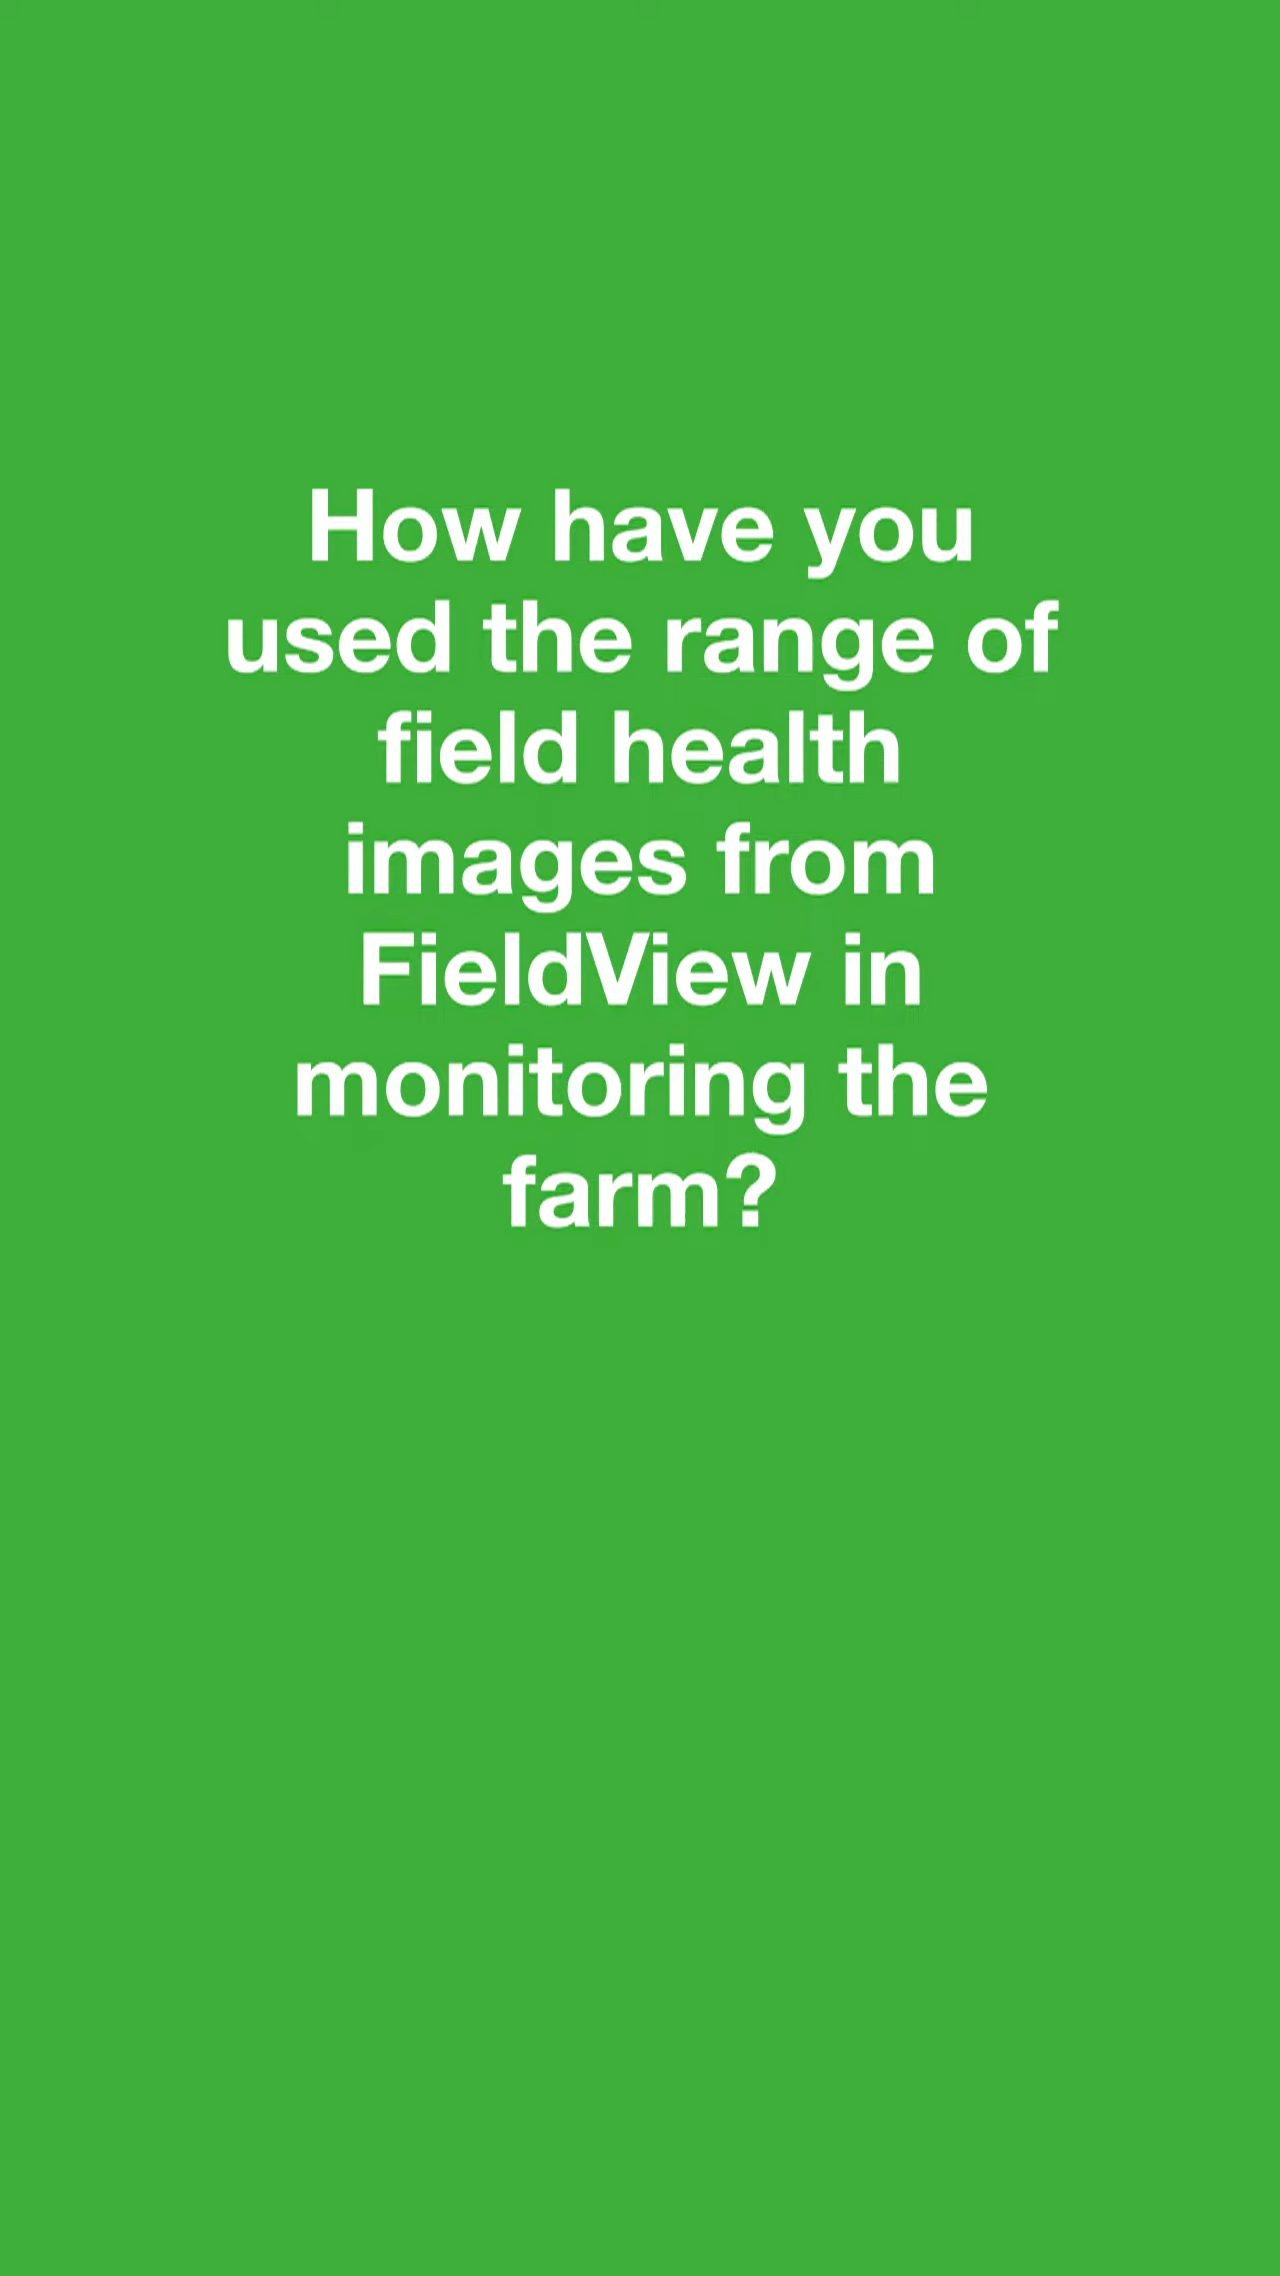 How have you
used the range of
field health
images from
FieldView in
monitoring the
farm?